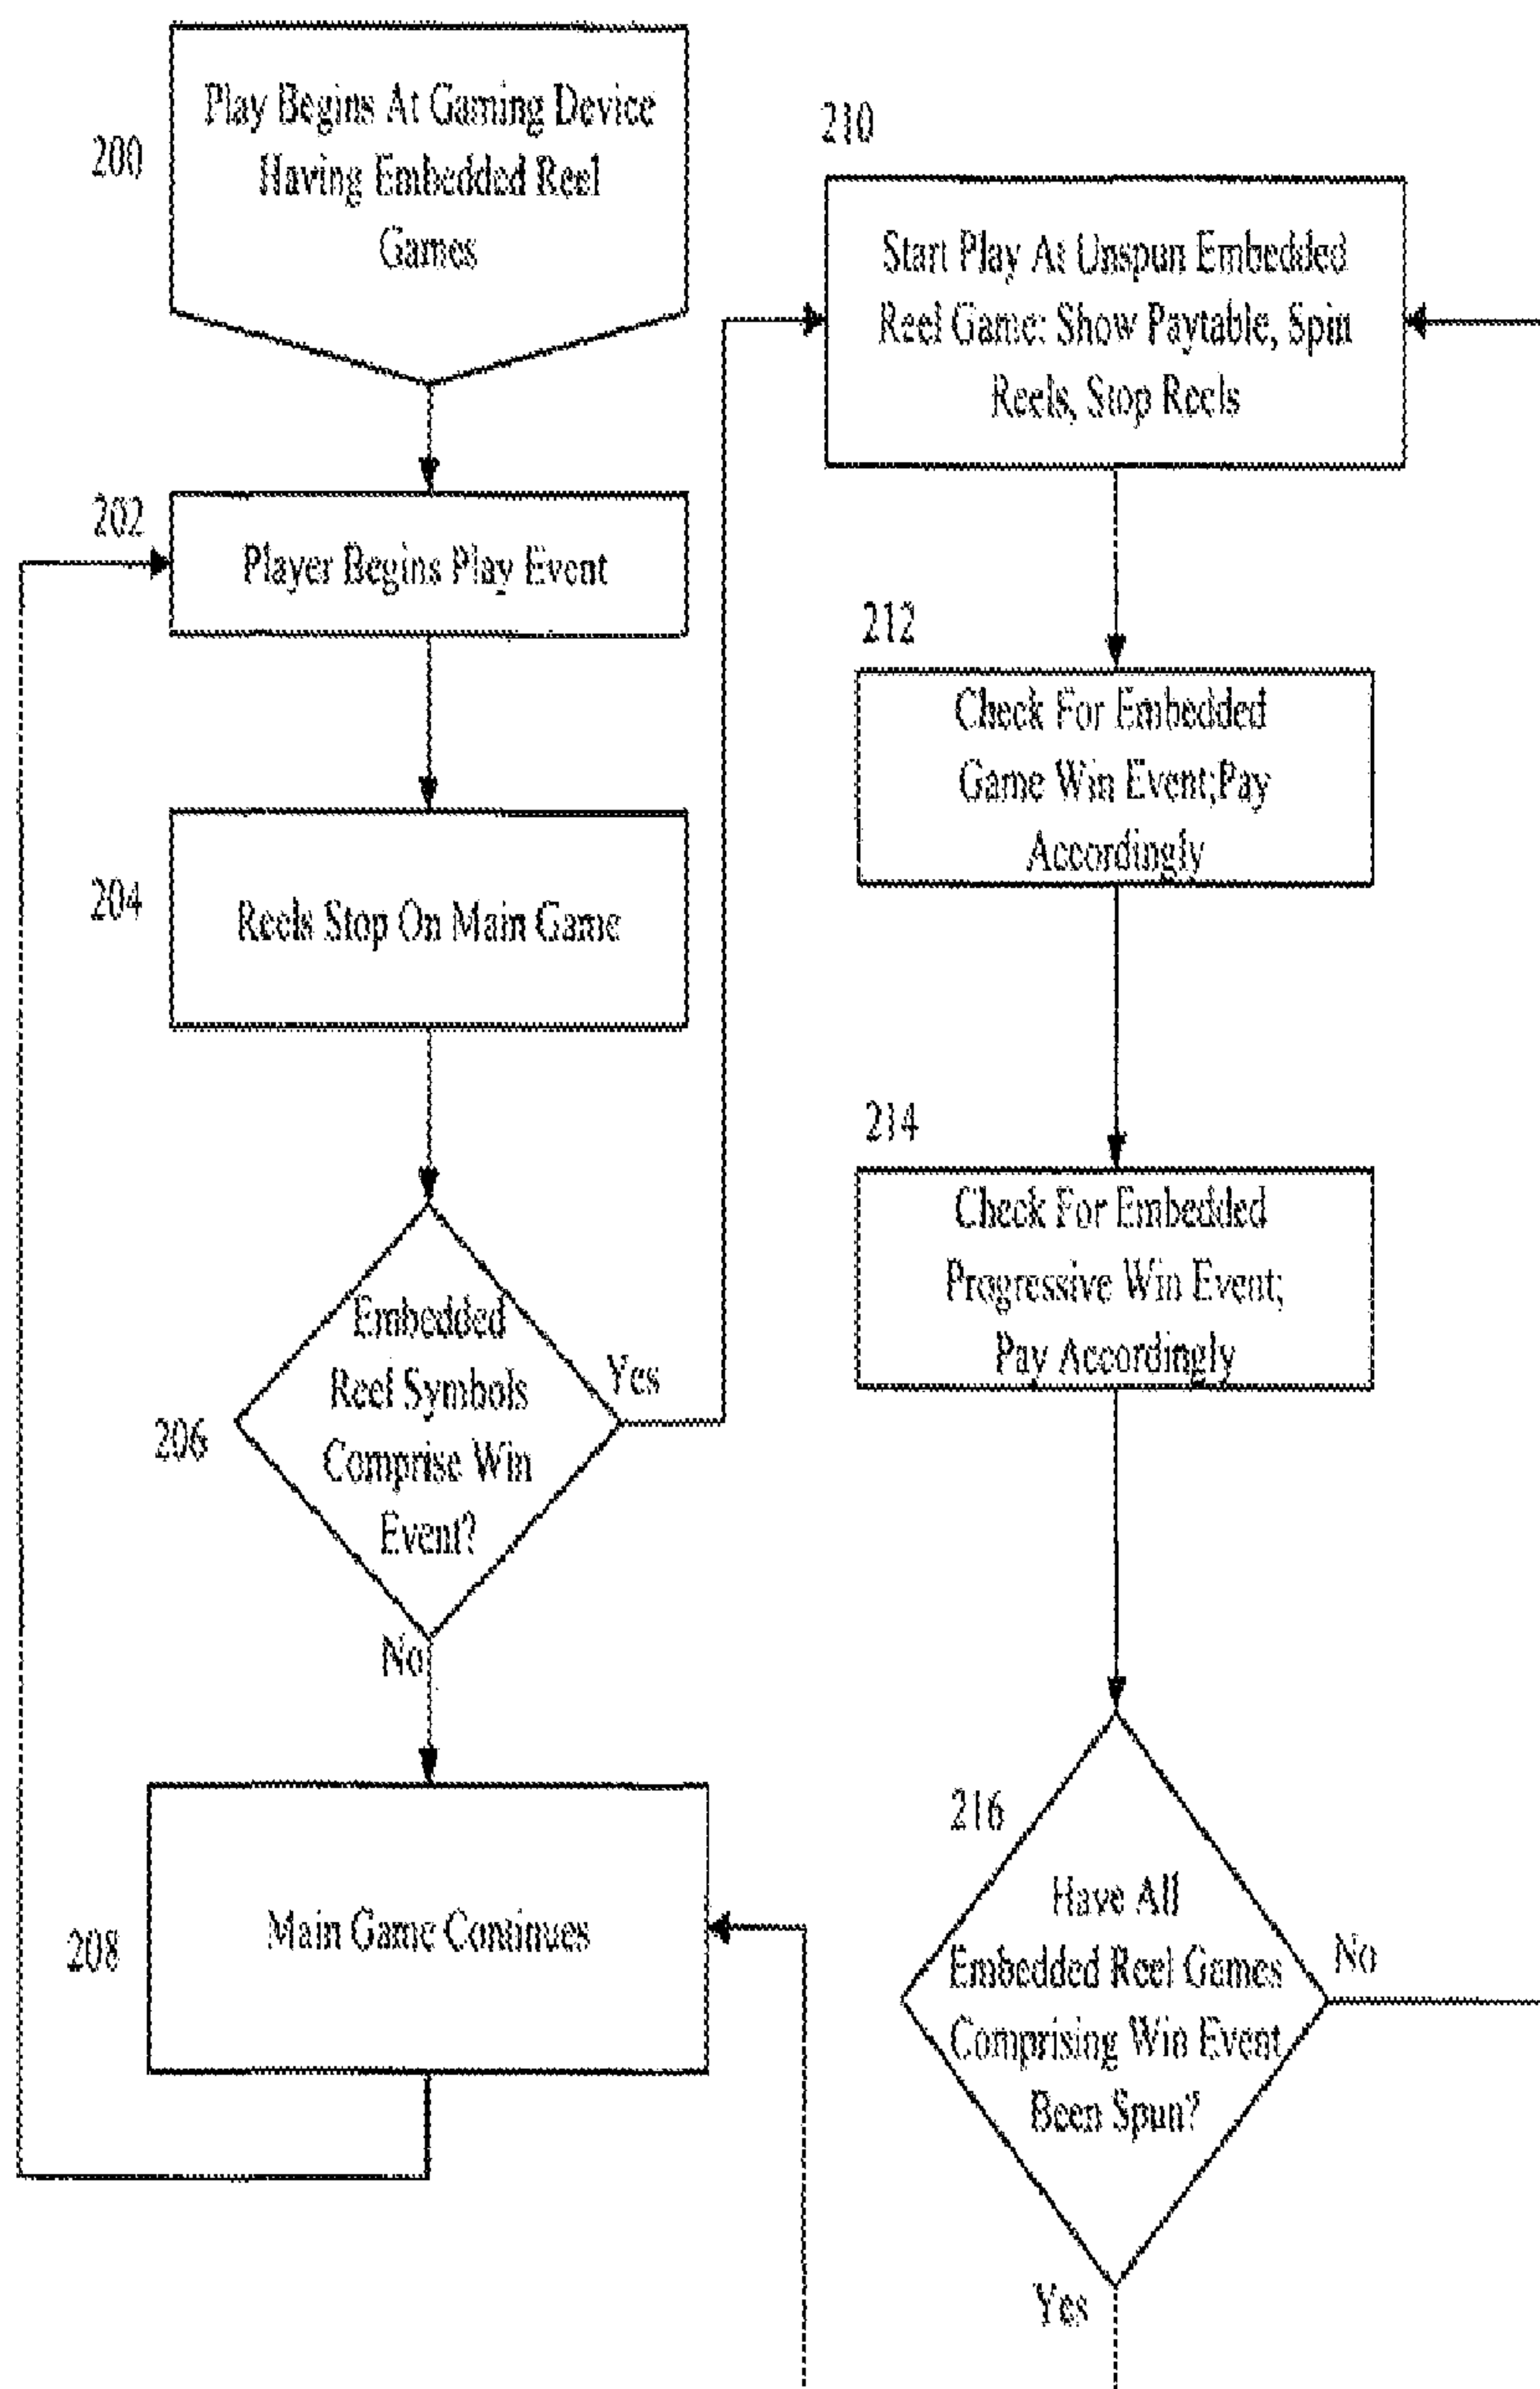 200
Play Begins At Gaming Device
Having Embedded Reel
Games
202
Player Begins Play Event
204
Reels Stop On Main Game
206
Embedded
Reel Symbols
Comprise Win
Event?
Yes
No
208
Main Game Continues
210
Start Play At Unspun Embedded
Reel Game: Show Paytable, Spin
Reels, Stop Reels
212
Check For Embedded
Game Win Event;Pay
Accordingly
214
Check For Embedded
Progressive Win Event;
Pay Accordingly
216
Have All
Embedded Reel Games
Comprising Win Event
Been Spun?
No
Yes